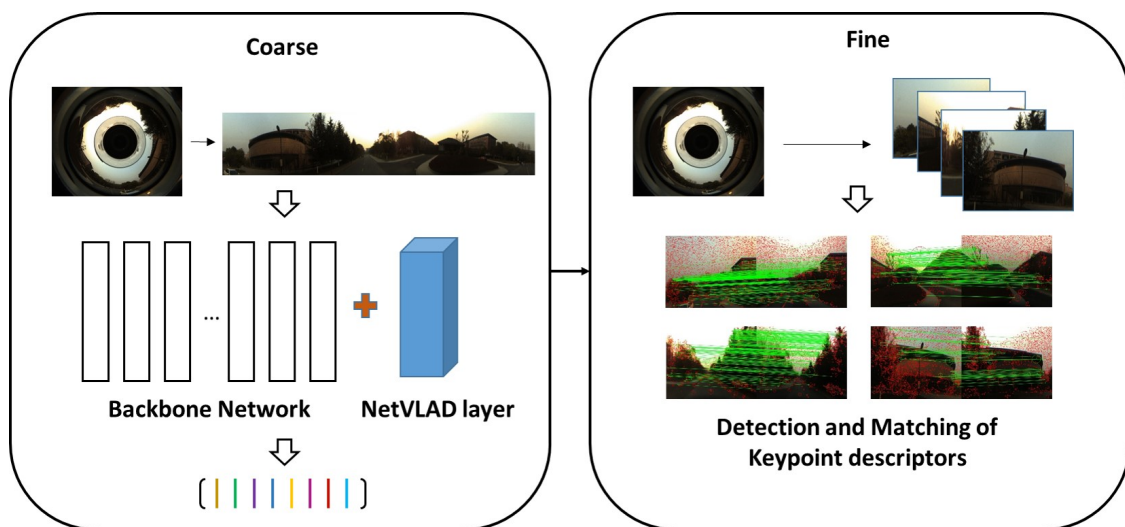 Coarse
...
Backbone Network
NetVLAD layer
Fine
Detection and Matching of
Keypoint descriptors